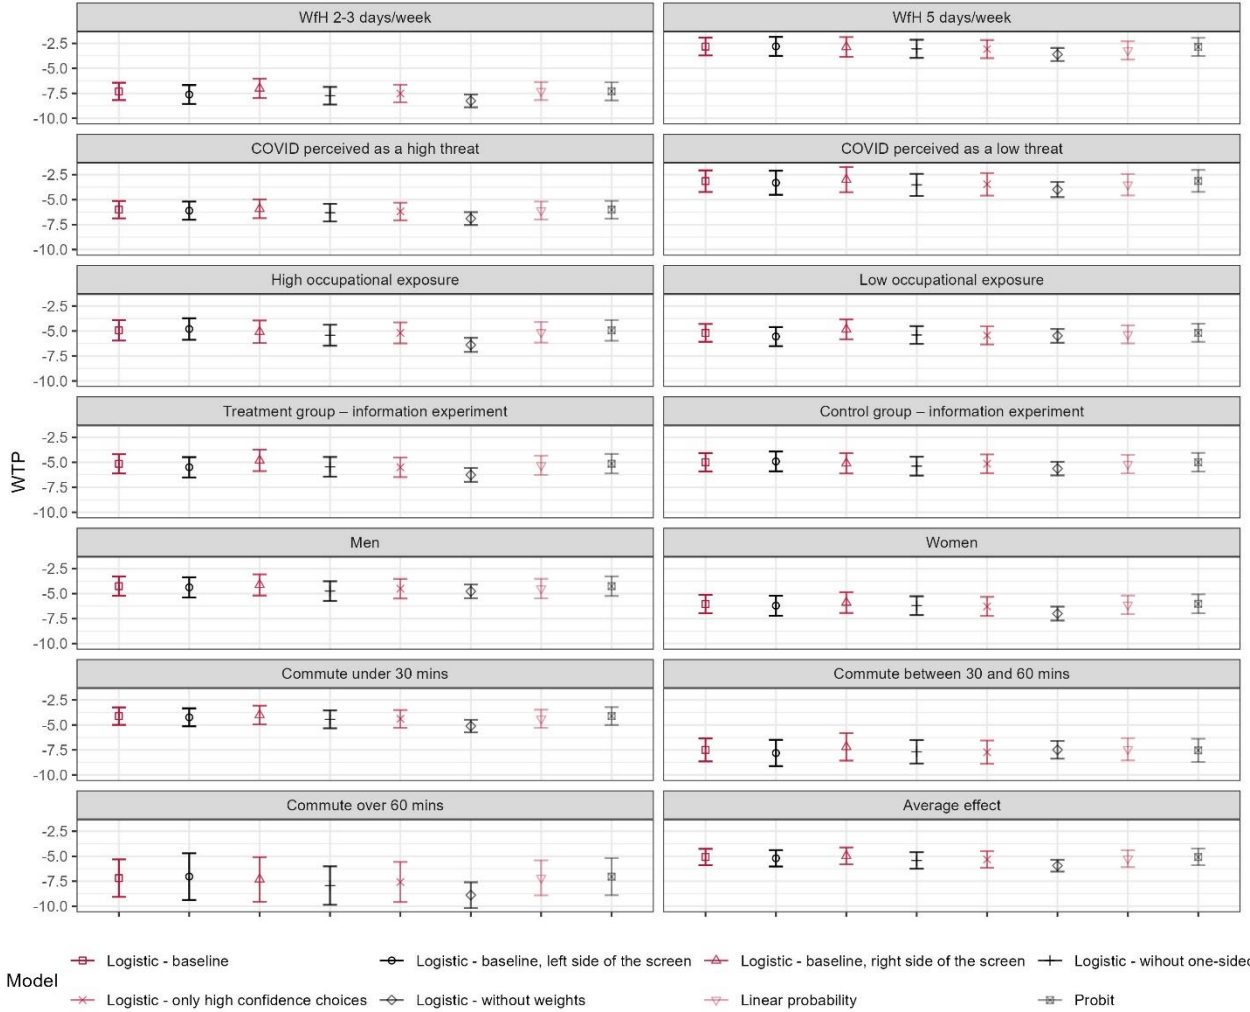 WfH 2-3 days/week WfH 5 days/week
-2.5
-5.0
-7.5
-10.0
COVID perceived as a high threat COVID perceived as a low threat
-2.5
-5.0
-7.5
-10.0
High occupational exposure Low occupational exposure
-2.5
-5.0
-7.5
-10.0
Treatment group – information experiment Control group – information experiment
-2.5
-5.0
-7.5
-10.0
WTP
Men Women
-2.5
-5.0
-7.5
-10.0
Commute under 30 mins Commute between 30 and 60 mins
-2.5
-5.0
-7.5
-10.0
Commute over 60 mins Average effect
-2.5
-5.0
-7.5
-10.0
Model
Logistic - baseline Logistic - baseline, left side of the screen Logistic - baseline, right side of the screen Logistic - wihout one-sided
Logistic - only high confidence choices Logistic - without weights Linear probability Probit